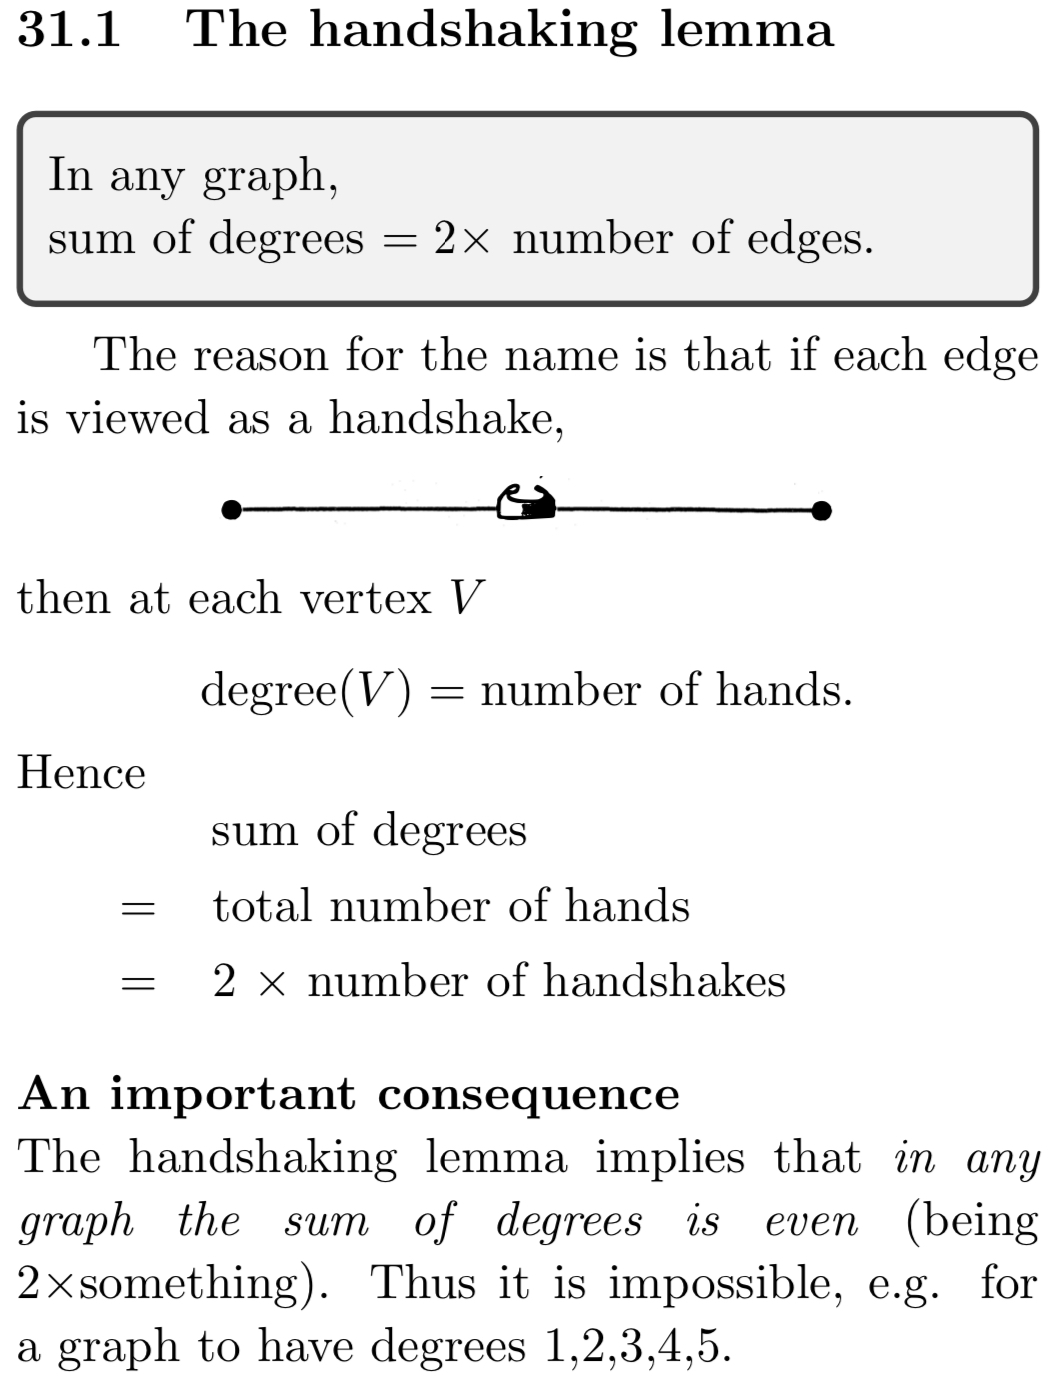 31.1 The handshaking lemma
In any graph,
sum of degrees = 2× number of edges.
The reason for the name is that if each edge
is viewed as a handshake,
then at each vertex V
degree(V) = number of hands.
Hence
sum of degrees
= total number of hands
= 2 × number of handshakes
An important consequence
The handshaking lemma implies that in any
graph the sum of degrees is even (being
2×something). Thus it is impossible, e.g. for
a graph to have degrees 1,2,3,4,5.